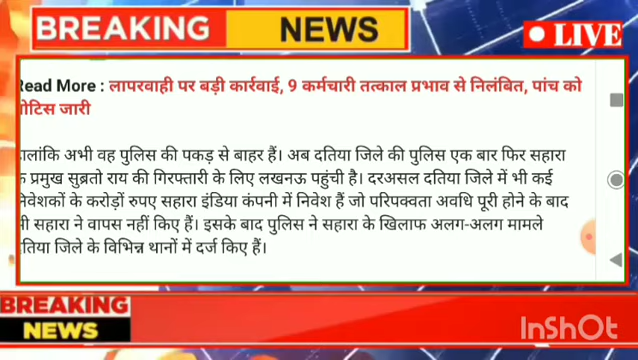 BREAKING NEWS
LIVE
Read More : लापरवाही पर बड़ी कार्रवाई, 9 कर्मचारी तत्काल प्रभाव से निलंबित, पांच को
नोटिस जारी
हालांकि अभी वह पुलिस की पकड़ से बाहर हैं। अब दतिया जिले की पुलिस एक बार फिर सहारा
के प्रमुख सुब्रतो राय की गिरफ्तारी के लिए लखनऊ पहुंची है। दरअसल दतिया जिले में भी कई
निवेशकों के करोड़ों रुपए सहारा इंडिया कंपनी में निवेश हैं जो परिपक्वता अवधि पूरी होने के बाद
भी सहारा ने वापस नहीं किए हैं। इसके बाद पुलिस ने सहारा के खिलाफ अलग-अलग मामले
दतिया जिले के विभिन्न थानों में दर्ज किए हैं।
BREAKING
NEWS
InShOt